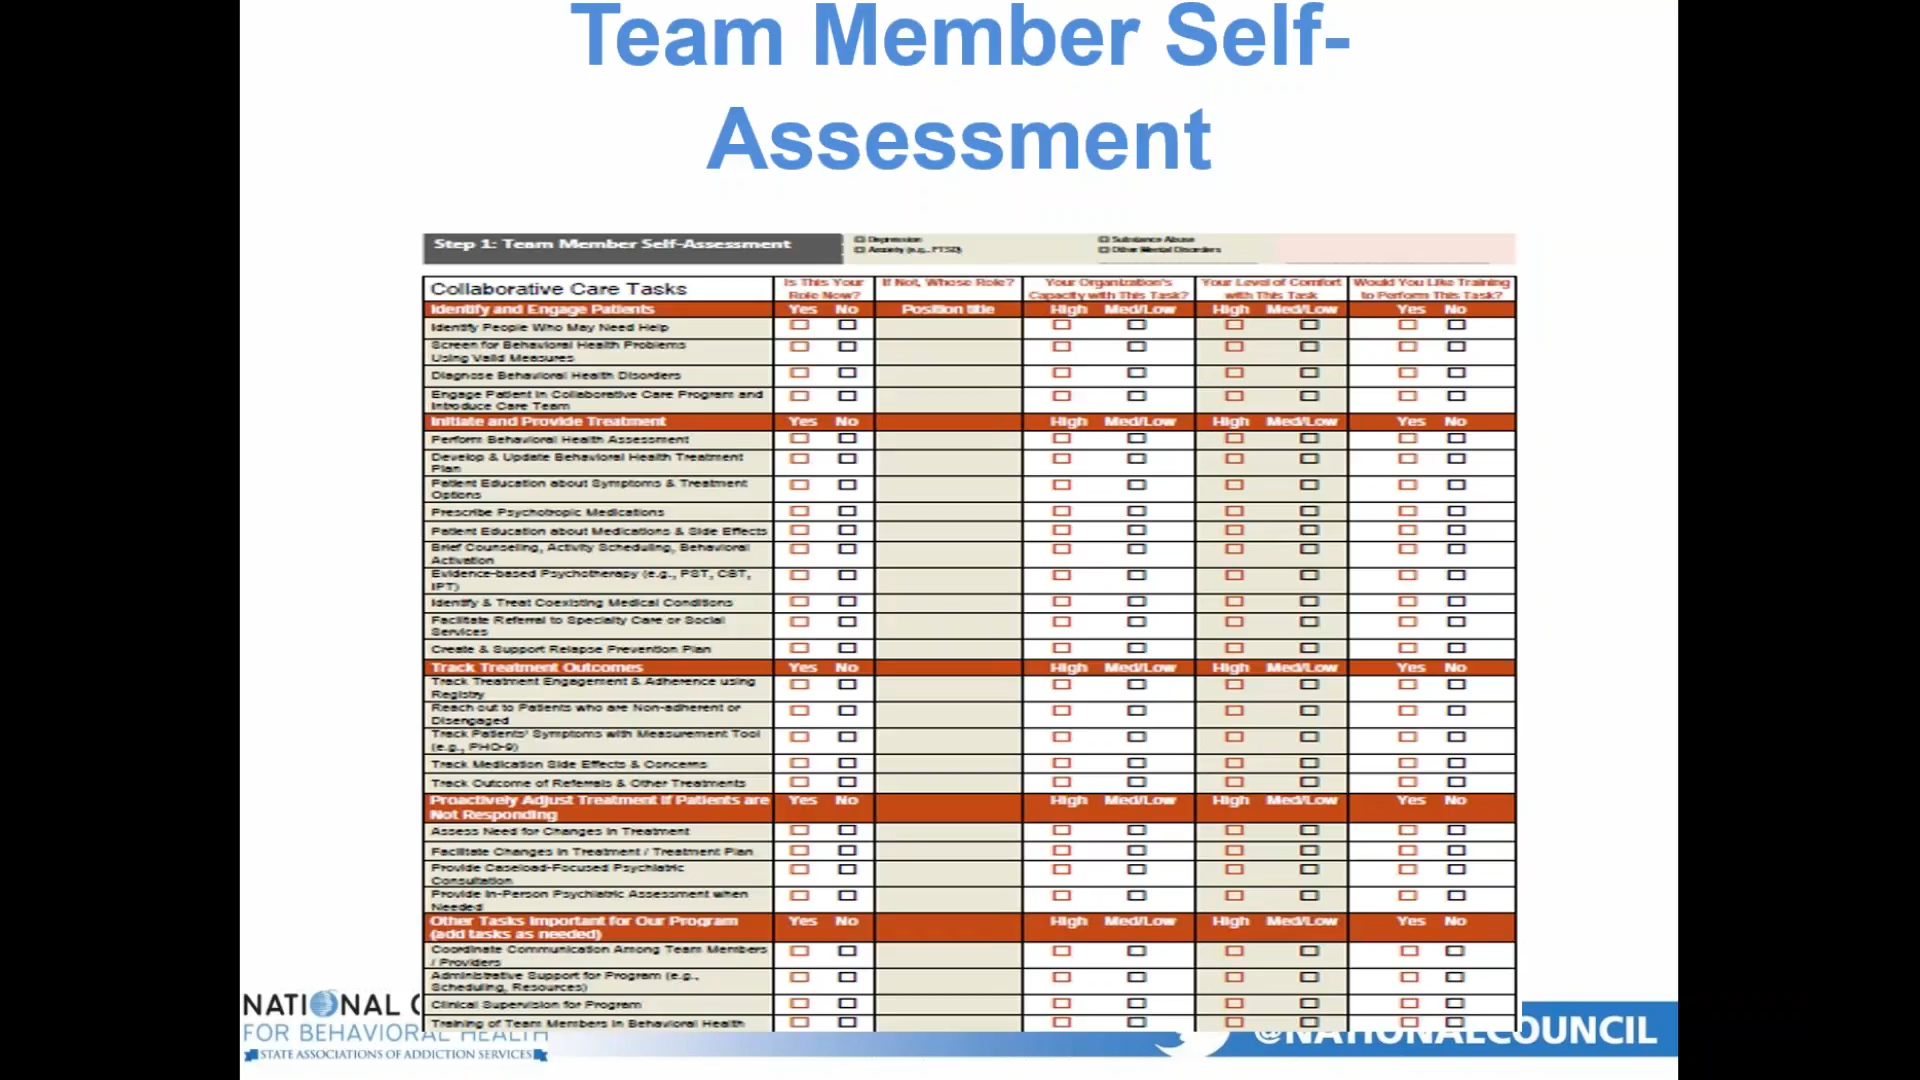 Team Member Self-
Assessment
Step 1: Team Member Self-Assessment
Depression
Substance Abuse
Anxiety (e.g., PTSD)
Other Mental Disorders
Collaborative Care Tasks
Is This Your
Role Now?
If Not, Whose Role?
Your Organization's
Capacity with This Task?
Your Level of Comfort
with This Task
Would You Like Training
to Perform This Task?
Identify and Engage Patients Yes No Position title High Med/Low High Med/Low Yes No
Identify People Who May Need Help
Screen for Behavioral Health Problems
Using Valid Measures
Diagnose Behavioral Health Disorders
Engage Patient in Collaborative Care Program and
Introduce Care Team
Initiate and Provide Treatment Yes No High Med/Low High Med/Low Yes No
Perform Behavioral Health Assessment
Develop & Update Behavioral Health Treatment
Plan
Patient Education about Symptoms & Treatment
Options
Prescribe Psychotropic Medications
Patient Education about Medications & Side Effects
Brief Counseling, Activity Scheduling, Behavioral
Activation
Evidence-based Psychotherapy (e.g., PST, CBT,
IPT)
Identify & Treat Coexisting Medical Conditions
Facilitate Referral to Specialty Care or Social
Services
Create & Support Relapse Prevention Plan
Track Treatment Outcomes Yes No High Med/Low High Med/Low Yes No
Track Treatment Engagement & Adherence using
Registry
Reach out to Patients who are Non-adherent or
Disengaged
Track Patients' Symptoms with Measurement Tool
(e.g., PHQ-9)
Track Medication Side Effects & Concerns
Track Outcome of Referrals & Other Treatments
Proactively Adjust Treatment if Patients are Yes No High Med/Low High Med/Low Yes No
Not Responding
Assess Need for Changes in Treatment
Facilitate Changes in Treatment / Treatment Plan
Provide Caseload-Focused Psychiatric
Consultation
Provide In-Person Psychiatric Assessment when
Needed
Other Tasks Important for Our Program Yes No High Med/Low High Med/Low Yes No
(add tasks as needed)
Coordinate Communication Among Team Members
/ Providers
Administrative Support for Program (e.g.,
Scheduling, Resources)
Clinical Supervision for Program
Training of Team Members in Behavioral Health
NATIONAL C
FOR BEHAVIORAL HEALTH
STATE ASSOCIATIONS OF ADDICTION SERVICES
@NATIONALCOUNCIL